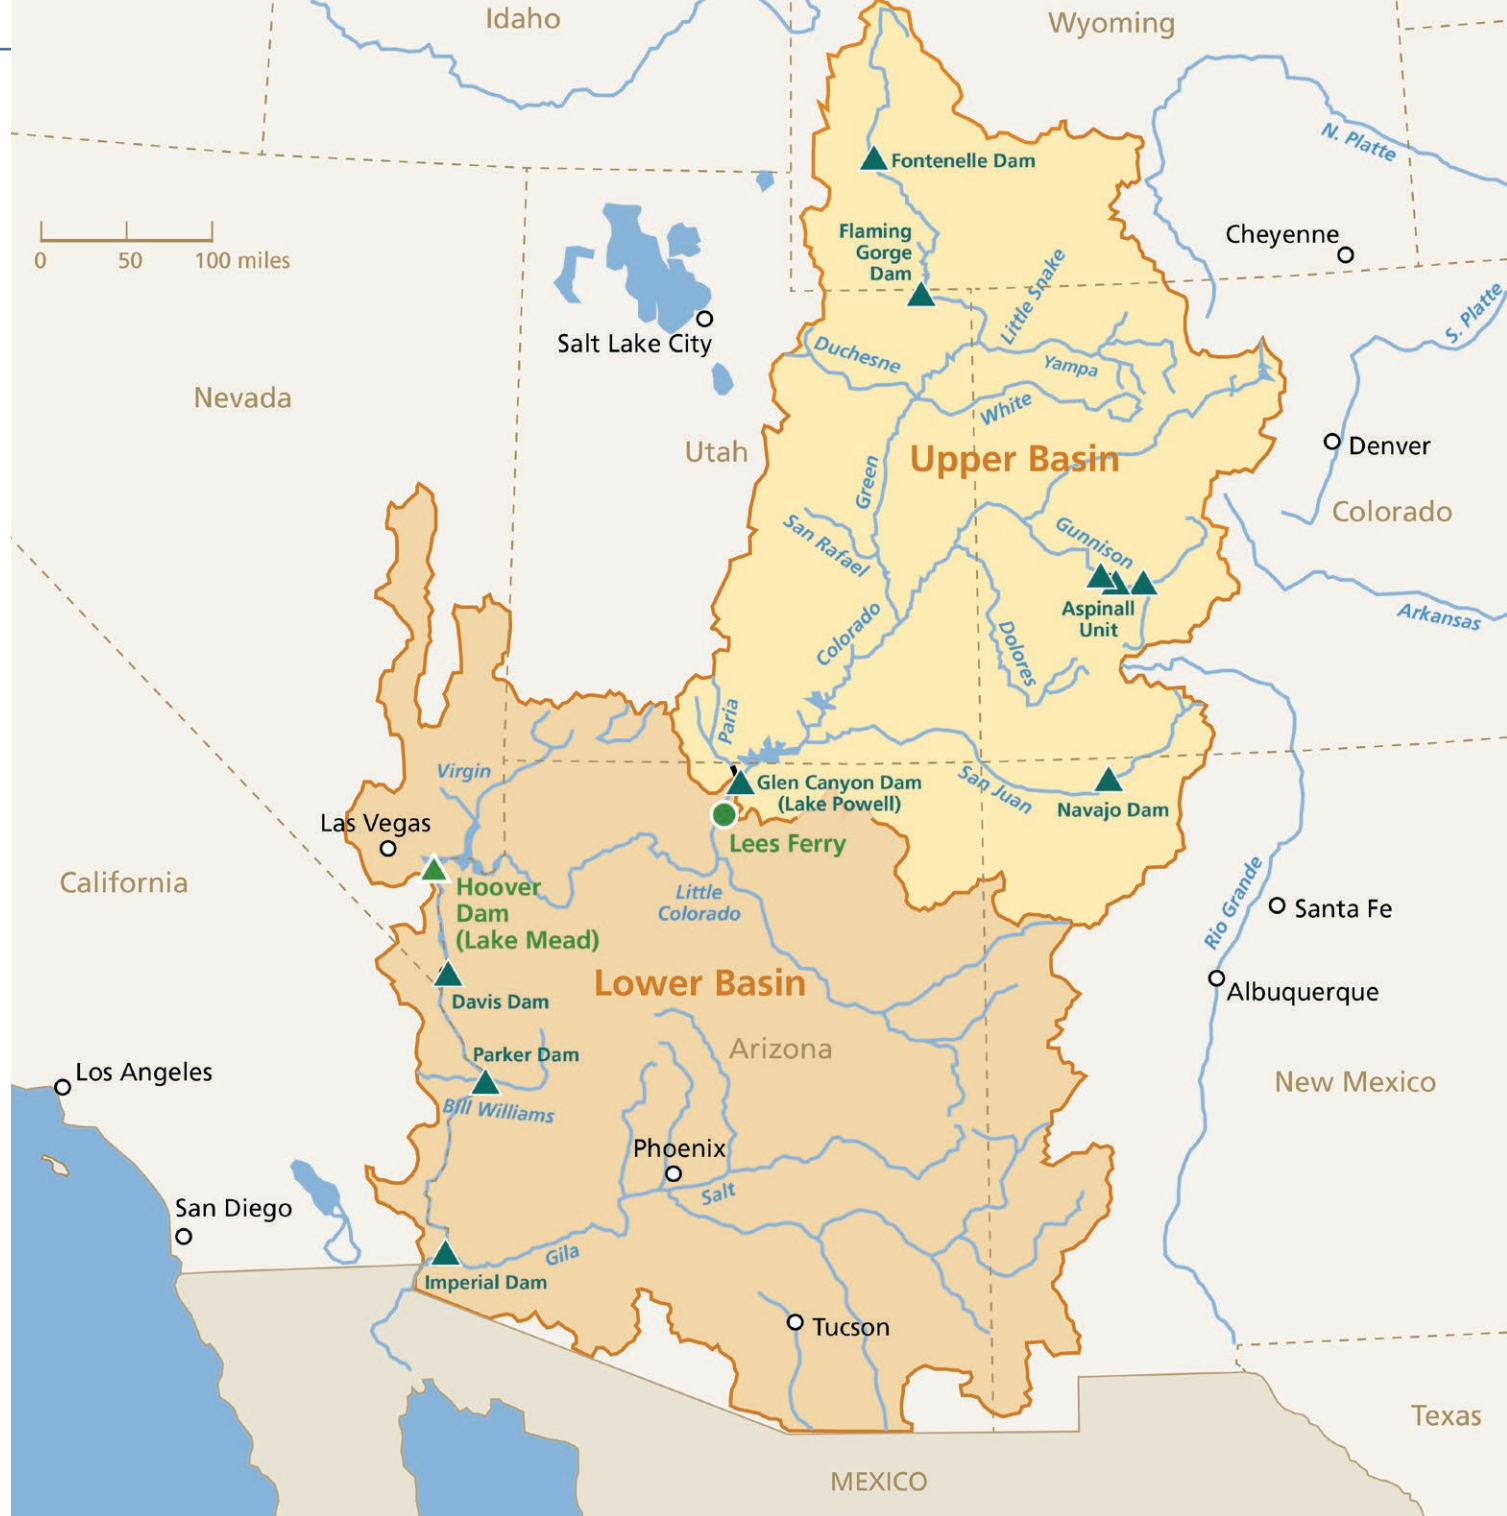 Idaho
Wyoming
N. Platte
Fontenelle Dam
Cheyenne
Flaming
Gorge
Dam
0 50 100 miles
Little Snake
S. Platte
Salt Lake City
Duchesne
Yampa
Nevada
White
Utah
Upper Basin
Denver
Green
Colorado
San Rafael
Gunnison
Aspinall
Unit
Arkansas
Colorado
Dolores
Paria
Virgin
Glen Canyon Dam
(Lake Powell)
San Juan
Navajo Dam
Las Vegas
Lees Ferry
California
Hoover
Dam
(Lake Mead)
Little
Colorado
Rio Grande
Santa Fe
Lower Basin
Davis Dam
Albuquerque
Arizona
Parker Dam
Los Angeles
New Mexico
Bill Williams
Phoenix
Salt
San Diego
Gila
Imperial Dam
Tucson
Texas
MEXICO